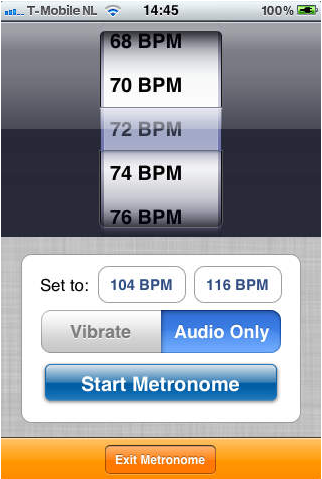 T-Mobile NL 14:45 100%
68 BPM
70 BPM
72 BPM
74 BPM
76 BPM
Set to: 104 BPM 116 BPM
Vibrate Audio Only
Start Metronome
Exit Metronome